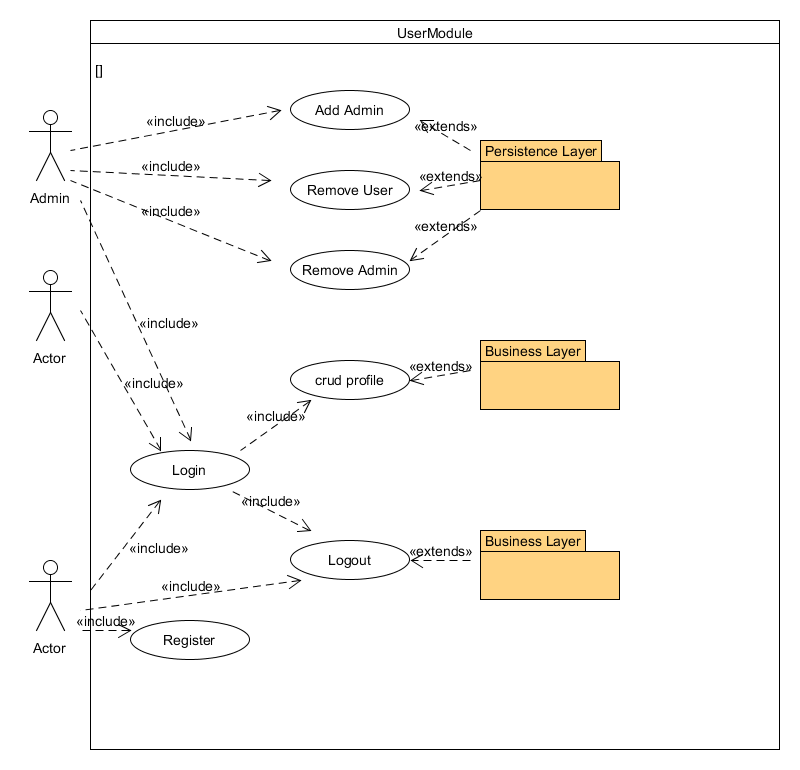 UserModule
[]
«include»
Add Admin
«extends»
Persistence Layer
«include»
Remove User
«extends»
Admin
«include»
«extends»
Remove Admin
«include»
Actor
Business Layer
«include»
crud profile
«extends»
«include»
Login
«include»
Business Layer
«include»
Logout
«extends»
«include»
«include»
Actor
Register